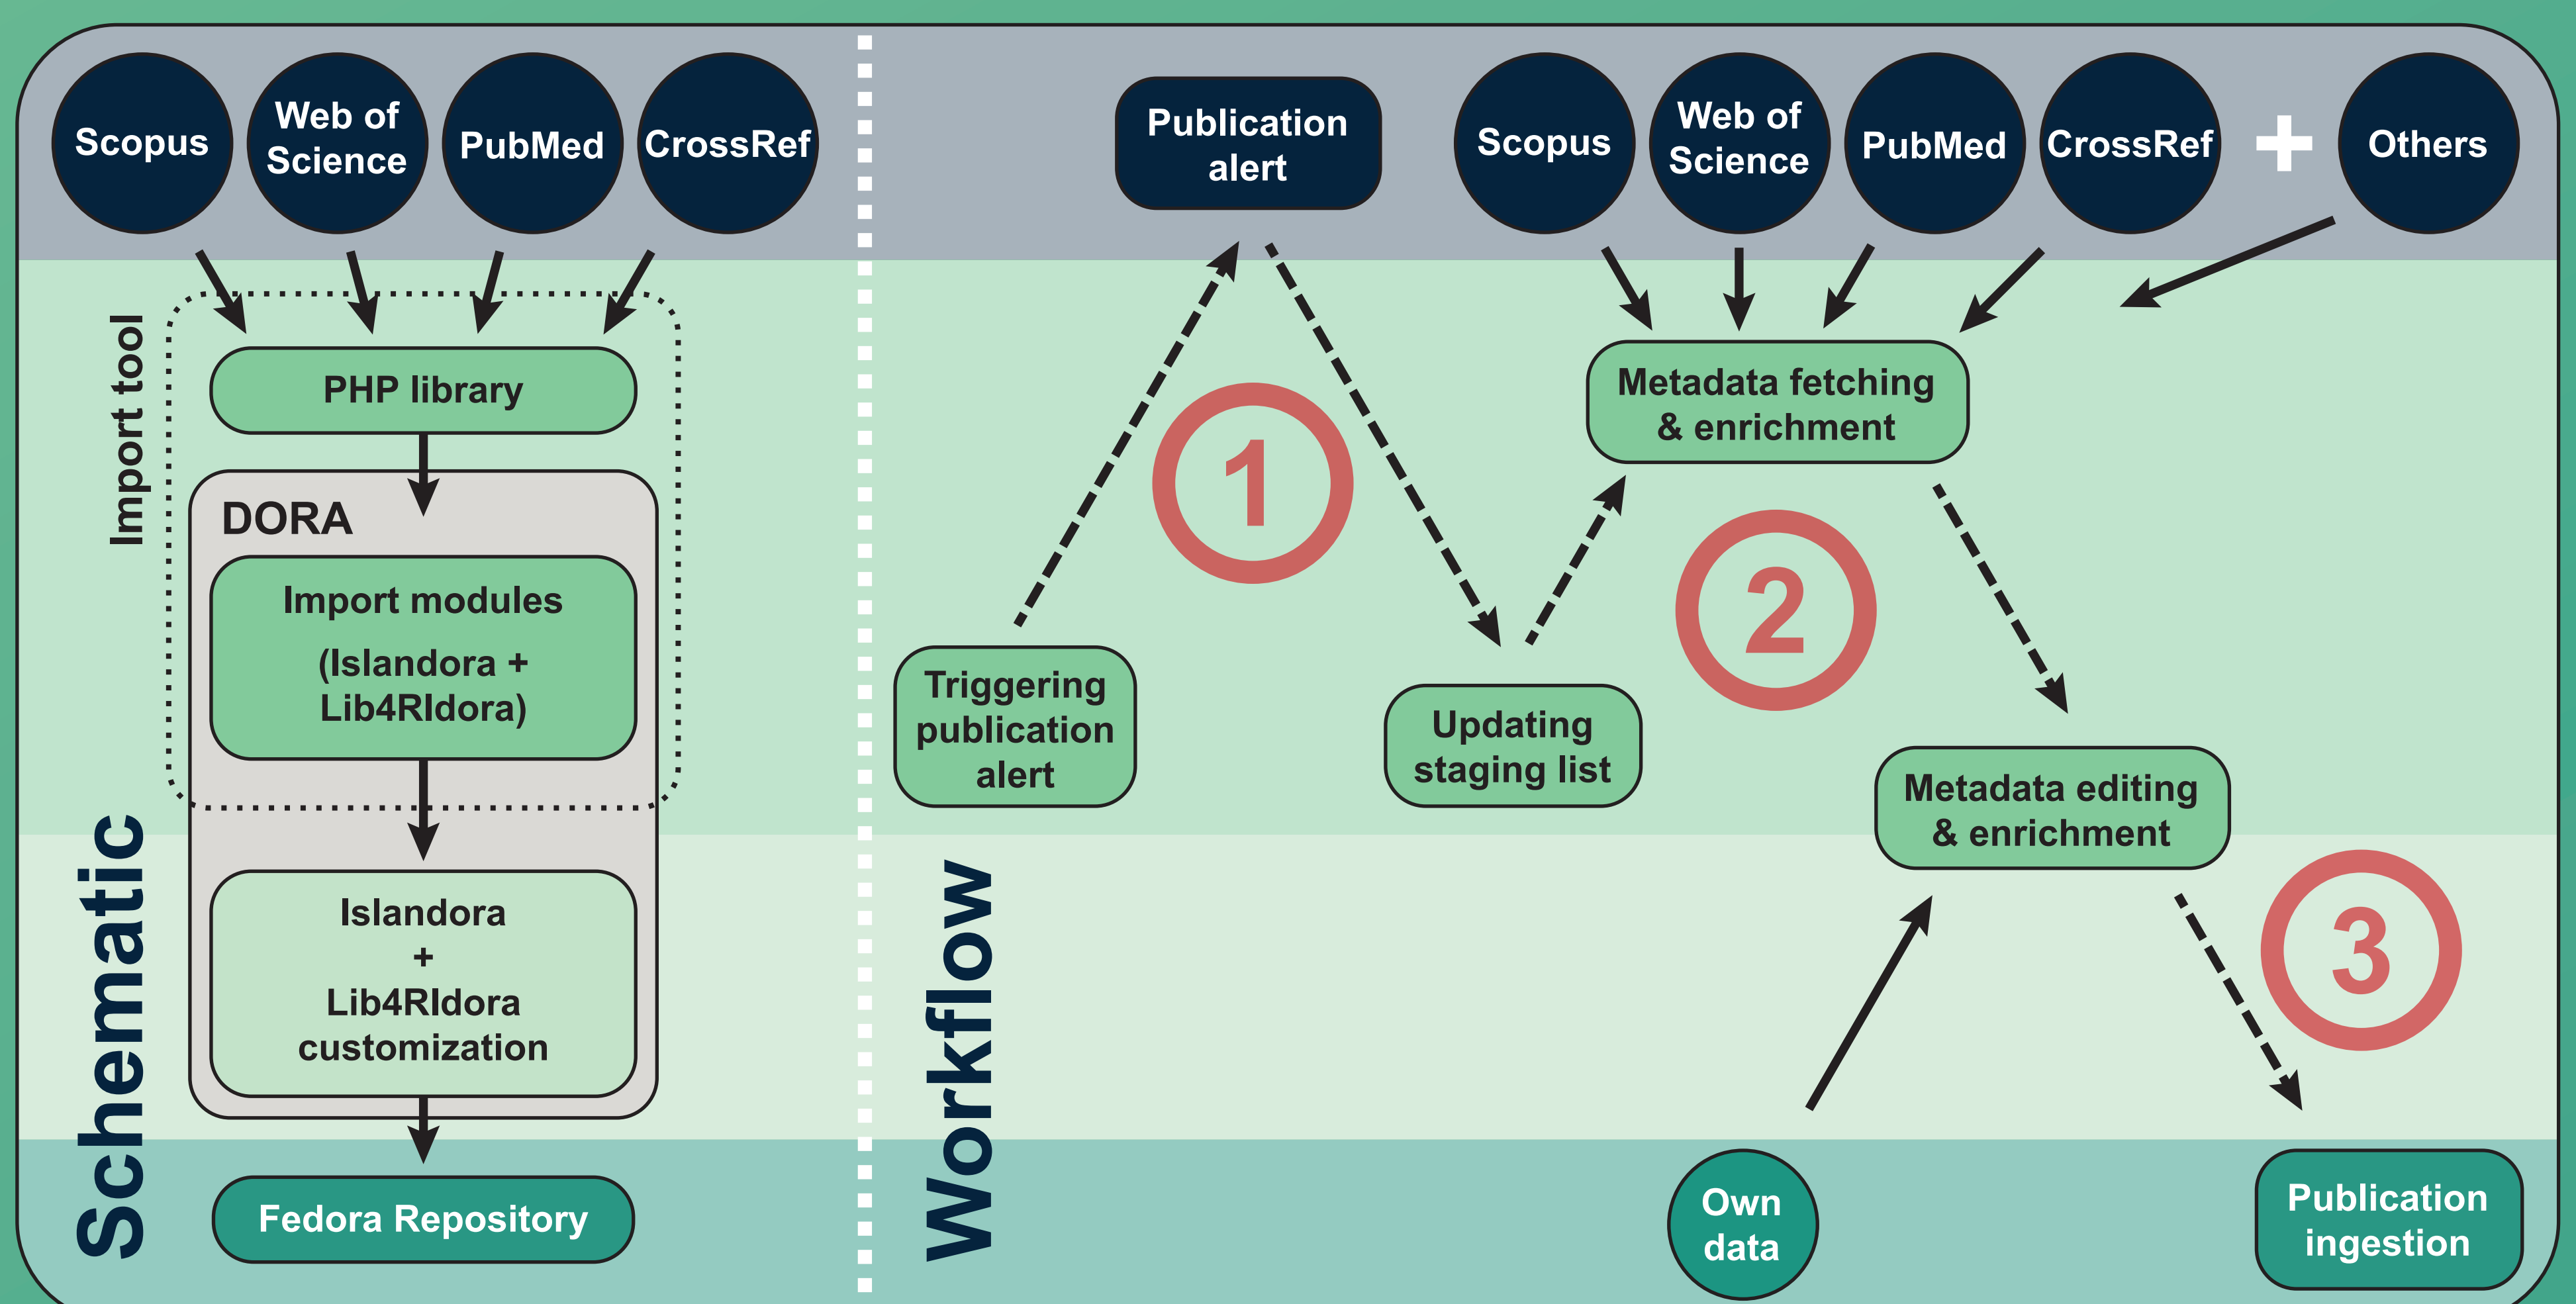 Scopus
Web of
Science
PubMed
CrossRef
Import tool
PHP library
DORA
Import modules
(Islandora +
Lib4RIdora)
Islandora
+
Lib4RIdora
customization
Fedora Repository
Schematic
Publication
alert
Scopus
Web of
Science
PubMed
CrossRef
+
Others
Metadata fetching
& enrichment
1
2
Triggering
publication
alert
Updating
staging list
Metadata editing
& enrichment
3
Workflow
Own
data
Publication
ingestion